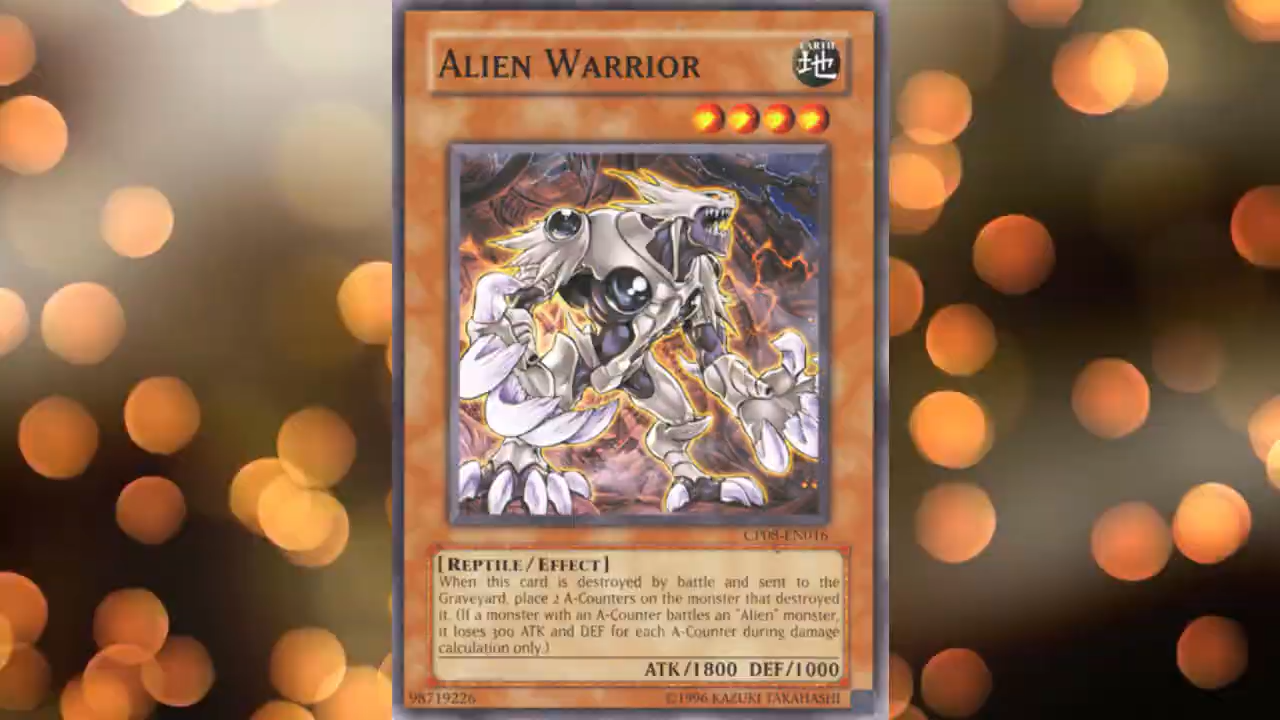 ALIEN WARRIOR
EARTH
地
CP08-EN016
[REPTILE/EFFECT]
When this card is destroyed by battle and sent to the
Graveyard, place 2 A-Counters on the monster that destroyed
it. (If a monster with an A-Counter battles an "Alien" monster,
it loses 300 ATK and DEF for each A-Counter during damage
calculation only.)
ATK/1800 DEF/1000
98719226
©1996 KAZUKI TAKAHASHI